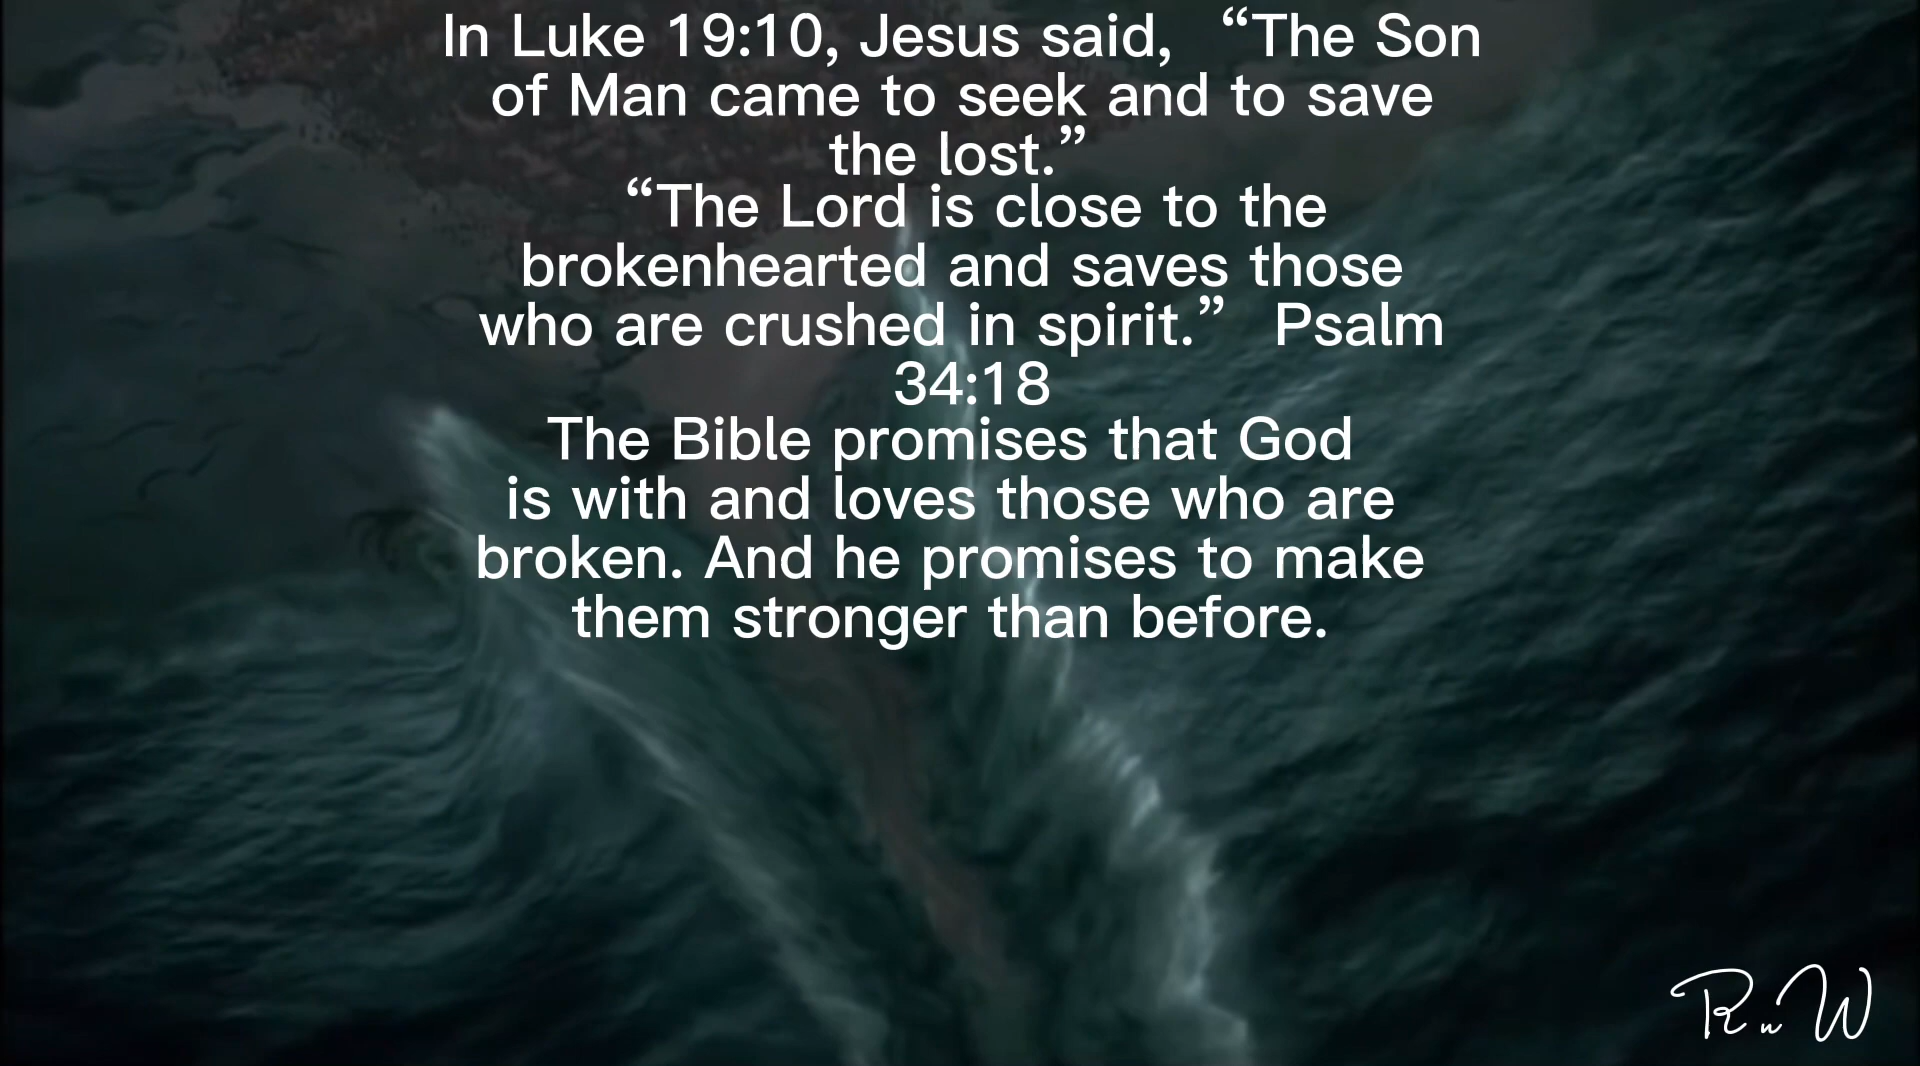 In Luke 19:10, Jesus said, “The Son
of Man came to seek and to save
the lost.”
“The Lord is close to the
brokenhearted and saves those
who are crushed in spirit.” Psalm
34:18
The Bible promises that God
is with and loves those who are
broken. And he promises to make
them stronger than before.
RnW